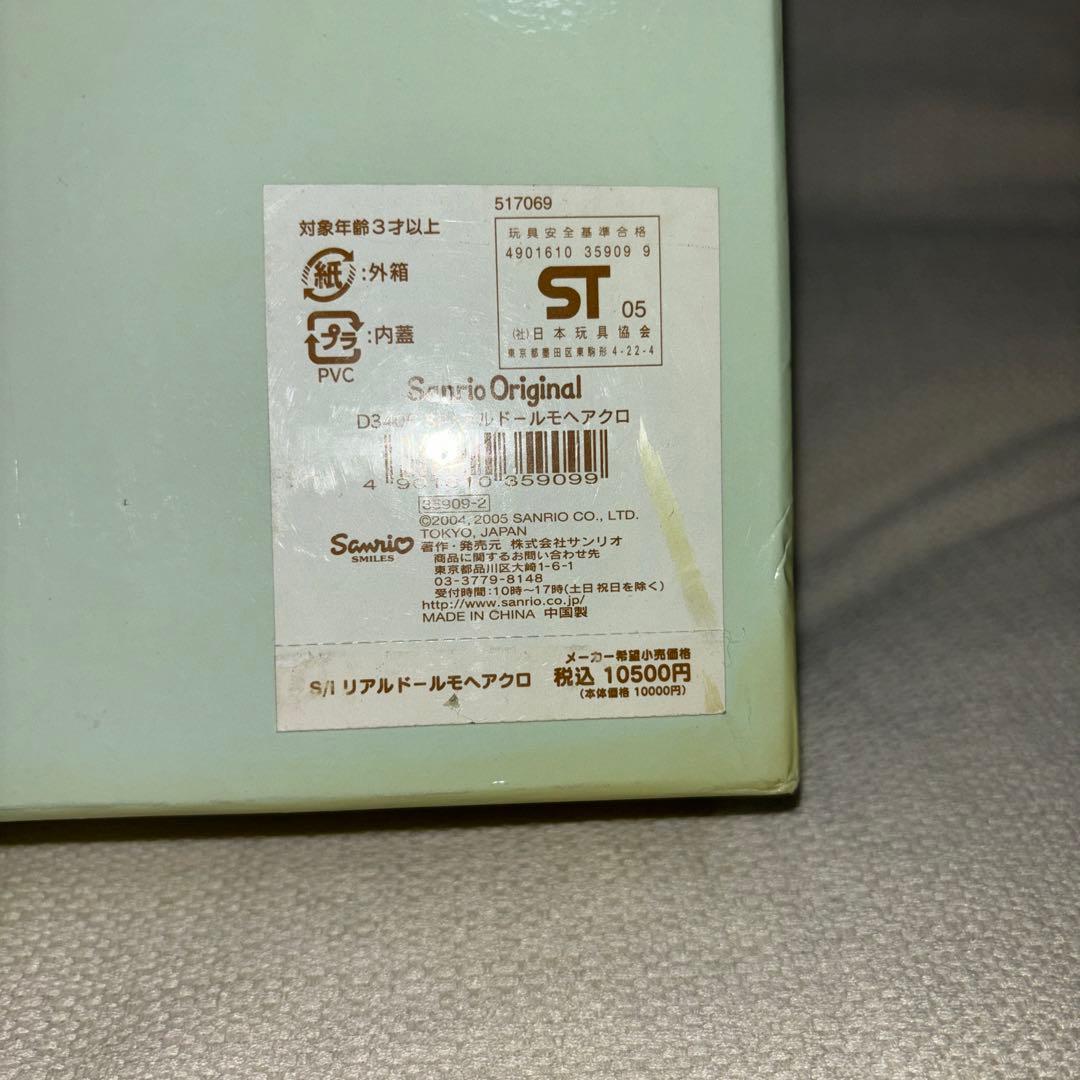 517069
対象年齢3才以上
紙:外箱
プラ:内蓋
PVC
玩具安全基準合格
4901610 35909 9
ST 05
(社)日本玩具協会
東京都墨田区東駒形4-22-4
Sanrio Original
ルドールモヘアクロ
359099
35909-2
©2004, 2005 SANRIO CO., LTD.
TOKYO, JAPAN
Sanrio
SMILES
著作・発売元 株式会社サンリオ
商品に関するお問い合わせ先
東京都品川区大崎1-6-1
03-3779-8148
受付時間:10時〜17時(土日祝日を除く)
http://www.sanrio.co.jp/
MADE IN CHINA 中国製
メーカー希望小売価格
S/I リアルドールモヘアクロ 税込 10500円
(本体価格 10000円)